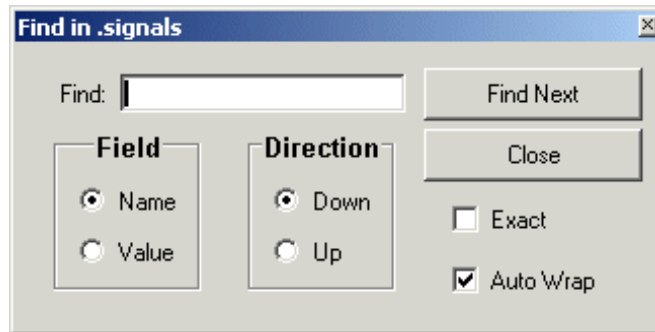 Find in .signals
Find:
Find Next
Close
Field
Name
Value
Direction
Down
Up
Exact
Auto Wrap